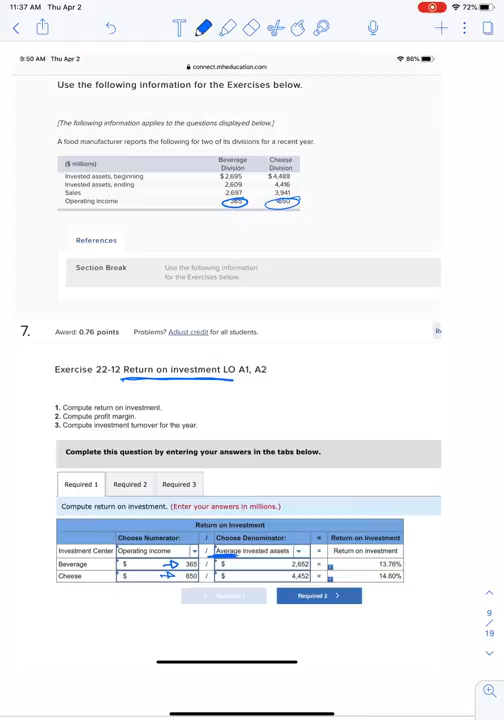 11:37 AM Thu Apr 2
72%
9:50 AM Thu Apr 2
86%
connect.mheducation.com
Use the following information for the Exercises below.
[The following information applies to the questions displayed below.]
A food manufacturer reports the following for two of its divisions for a recent year.
($ millions) Beverage Division Cheese Division
Invested assets, beginning $ 2,695 $ 4,488
Invested assets, ending 2,609 4,416
Sales 2,697 3,941
Operating income 365 650
References
Section Break Use the following information
for the Exercises below.
7. Award: 0.76 points Problems? Adjust credit for all students.
Exercise 22-12 Return on investment LO A1, A2
1. Compute return on investment.
2. Compute profit margin.
3. Compute investment turnover for the year.
Complete this question by entering your answers in the tabs below.
Required 1 Required 2 Required 3
Compute return on investment. (Enter your answers in millions.)
Return on Investment
Choose Numerator: / Choose Denominator: = Return on Investment
Investment Center Operating income / Average invested assets = Return on investment
Beverage $ 365 / $ 2,652 = 13.76%
Cheese $ 650 / $ 4,452 = 14.60%
< Required 1 Required 2 >
9
/
19